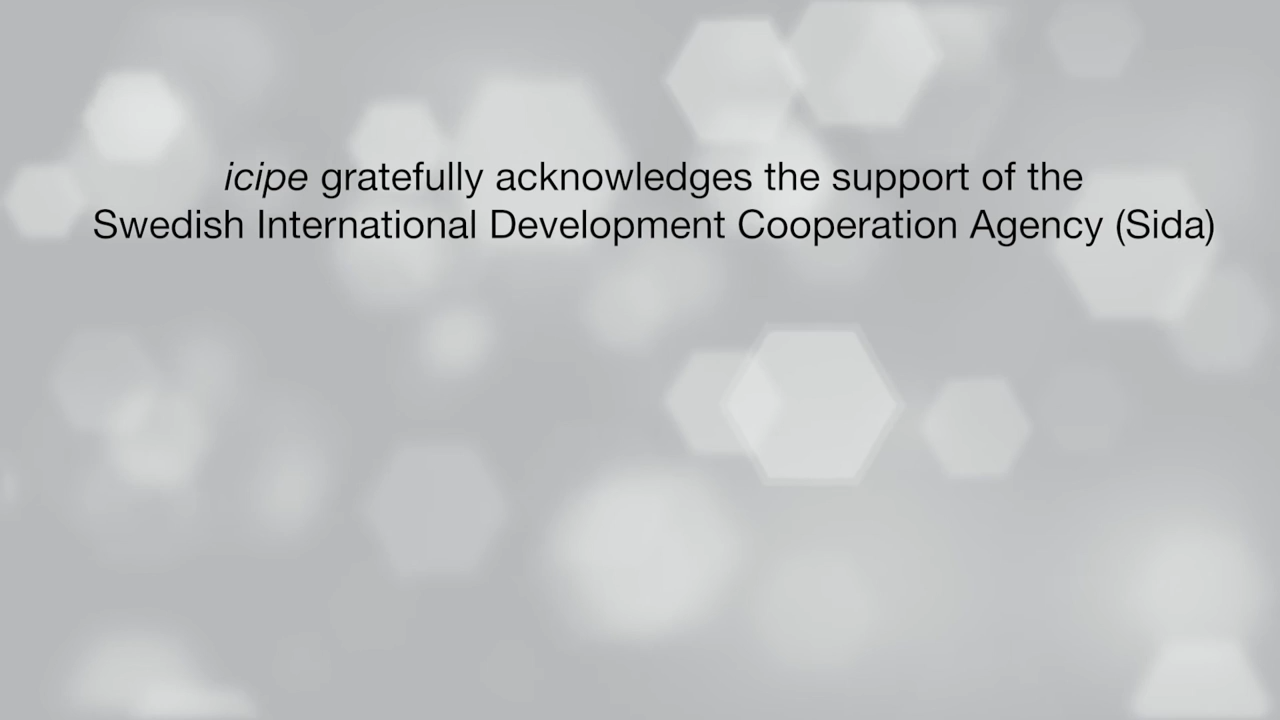 icipe gratefully acknowledges the support of the
Swedish International Development Cooperation Agency (Sida)